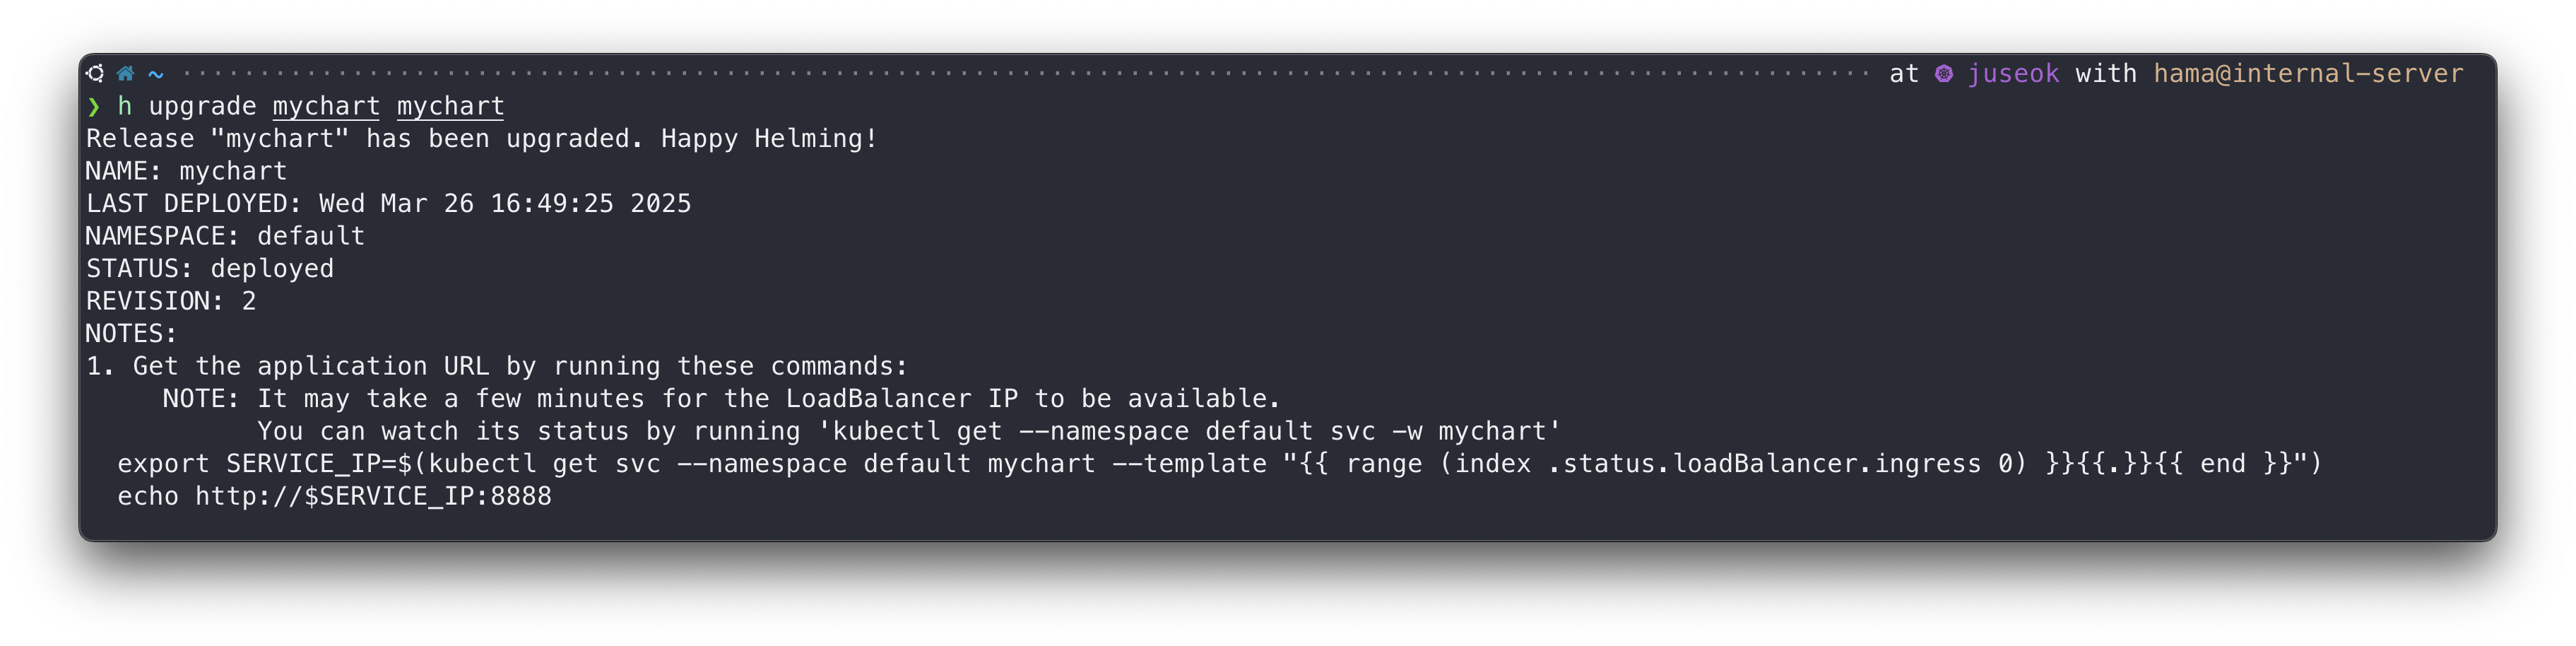 ~ ································································································ at juseok with hama@internal-server
❯ h upgrade mychart mychart
Release "mychart" has been upgraded. Happy Helming!
NAME: mychart
LAST DEPLOYED: Wed Mar 26 16:49:25 2025
NAMESPACE: default
STATUS: deployed
REVISION: 2
NOTES:
1. Get the application URL by running these commands:
     NOTE: It may take a few minutes for the LoadBalancer IP to be available.
           You can watch its status by running 'kubectl get --namespace default svc -w mychart'
  export SERVICE_IP=$(kubectl get svc --namespace default mychart --template "{{ range (index .status.loadBalancer.ingress 0) }}{{.}}{{ end }}")
  echo http://$SERVICE_IP:8888